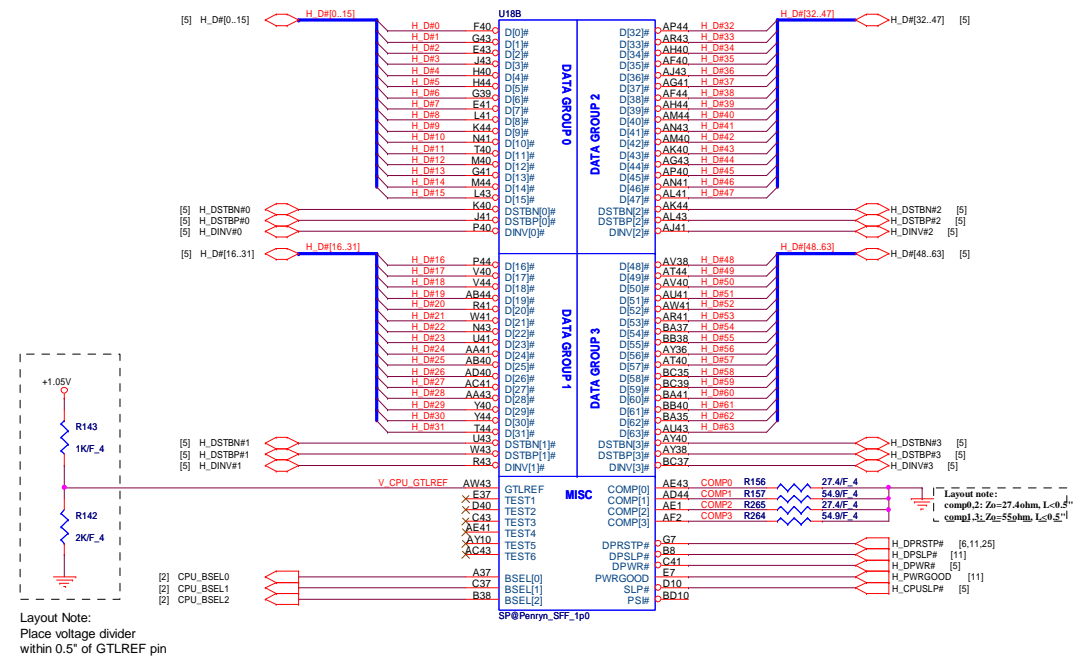 U18B
[5] H_D#[0..15] H_D#[0..15]
H_D#0 F40 D[0]#
H_D#1 G43 D[1]#
H_D#2 E43 D[2]#
H_D#3 J43 D[3]#
H_D#4 H40 D[4]#
H_D#5 H44 D[5]#
H_D#6 G39 D[6]#
H_D#7 E41 D[7]#
H_D#8 L41 D[8]#
H_D#9 K44 D[9]#
H_D#10 N41 D[10]#
H_D#11 T40 D[11]#
H_D#12 M40 D[12]#
H_D#13 G41 D[13]#
H_D#14 M44 D[14]#
H_D#15 L43 D[15]#
[5] H_DSTBN#0 K40 DSTBN[0]#
[5] H_DSTBP#0 J41 DSTBP[0]#
[5] H_DINV#0 P40 DINV[0]#
DATA GROUP 0
DATA GROUP 2
H_D#[32..47] H_D#[32..47] [5]
D[32]# AP44 H_D#32
D[33]# AR43 H_D#33
D[34]# AH40 H_D#34
D[35]# AF40 H_D#35
D[36]# AJ43 H_D#36
D[37]# AG41 H_D#37
D[38]# AF44 H_D#38
D[39]# AH44 H_D#39
D[40]# AM44 H_D#40
D[41]# AN43 H_D#41
D[42]# AM40 H_D#42
D[43]# AK40 H_D#43
D[44]# AG43 H_D#44
D[45]# AP40 H_D#45
D[46]# AN41 H_D#46
D[47]# AL41 H_D#47
DSTBN[2]# AK44 H_DSTBN#2 [5]
DSTBP[2]# AL43 H_DSTBP#2 [5]
DINV[2]# AJ41 H_DINV#2 [5]
[5] H_D#[16..31] H_D#[16..31]
H_D#16 P44 D[16]#
H_D#17 V40 D[17]#
H_D#18 V44 D[18]#
H_D#19 AB44 D[19]#
H_D#20 R41 D[20]#
H_D#21 W41 D[21]#
H_D#22 N43 D[22]#
H_D#23 U41 D[23]#
H_D#24 AA41 D[24]#
H_D#25 AB40 D[25]#
H_D#26 AD40 D[26]#
H_D#27 AC41 D[27]#
H_D#28 AA43 D[28]#
H_D#29 Y40 D[29]#
H_D#30 Y44 D[30]#
H_D#31 T44 D[31]#
[5] H_DSTBN#1 U43 DSTBN[1]#
[5] H_DSTBP#1 W43 DSTBP[1]#
[5] H_DINV#1 R43 DINV[1]#
DATA GROUP 1
DATA GROUP 3
H_D#[48..63] H_D#[48..63] [5]
D[48]# AV38 H_D#48
D[49]# AT44 H_D#49
D[50]# AV40 H_D#50
D[51]# AU41 H_D#51
D[52]# AW41 H_D#52
D[53]# AR41 H_D#53
D[54]# BA37 H_D#54
D[55]# BB38 H_D#55
D[56]# AY36 H_D#56
D[57]# AT40 H_D#57
D[58]# BC35 H_D#58
D[59]# BC39 H_D#59
D[60]# BA41 H_D#60
D[61]# BB40 H_D#61
D[62]# BA35 H_D#62
D[63]# AU43 H_D#63
DSTBN[3]# AY40 H_DSTBN#3 [5]
DSTBP[3]# AY38 H_DSTBP#3 [5]
DINV[3]# BC37 H_DINV#3 [5]
+1.05V
R143
1K/F_4
R142
2K/F_4
V_CPU_GTLREF AW43 GTLREF
E37 TEST1
D40 TEST2
C43 TEST3
AE41 TEST4
AY10 TEST5
AC43 TEST6
[2] CPU_BSEL0 A37 BSEL[0]
[2] CPU_BSEL1 C37 BSEL[1]
[2] CPU_BSEL2 B38 BSEL[2]
MISC
COMP[0] AE43 COMP0 R156 27.4/F_4
COMP[1] AD44 COMP1 R157 54.9/F_4
COMP[2] AE1 COMP2 R265 27.4/F_4
COMP[3] AF2 COMP3 R264 54.9/F_4
Layout note:
comp0,2: Zo=27.4ohm, L<0.5"
comp1,3: Zo=55ohm, L<0.5"
DPRSTP# G7 H_DPRSTP# [6,11,25]
DPSLP# B8 H_DPSLP# [11]
DPWR# C41 H_DPWR# [5]
PWRGOOD E7 H_PWRGOOD [11]
SLP# D10 H_CPUSLP# [5]
PSI# BD10
SP@Penryn_SFF_1p0
Layout Note:
Place voltage divider
within 0.5" of GTLREF pin